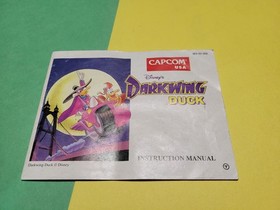 CAPCOM
USA
Disney's
DARKWING
DUCK
INSTRUCTION MANUAL
Darkwing Duck © Disney